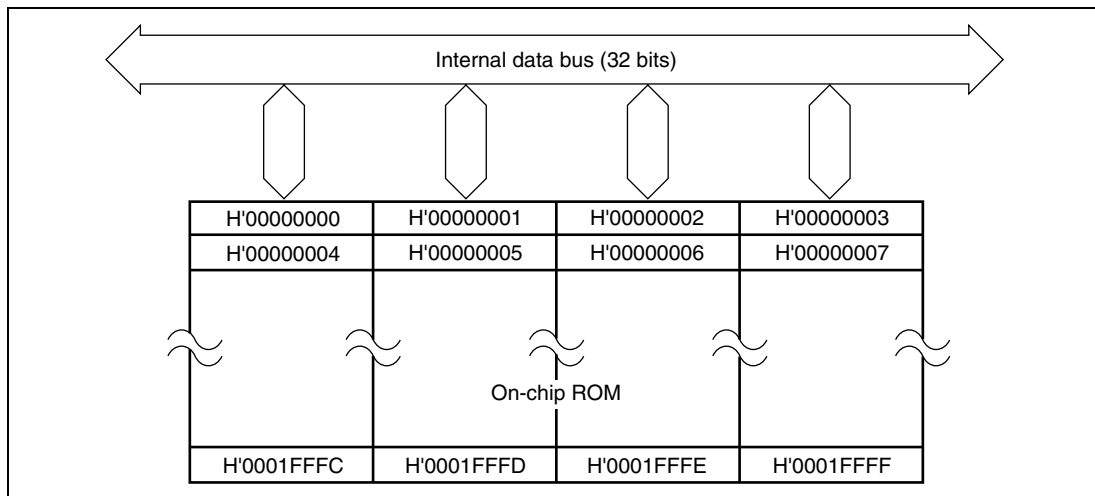 Internal data bus (32 bits)
H'00000000 H'00000001 H'00000002 H'00000003
H'00000004 H'00000005 H'00000006 H'00000007
On-chip ROM
H'0001FFFC H'0001FFFD H'0001FFFE H'0001FFFF